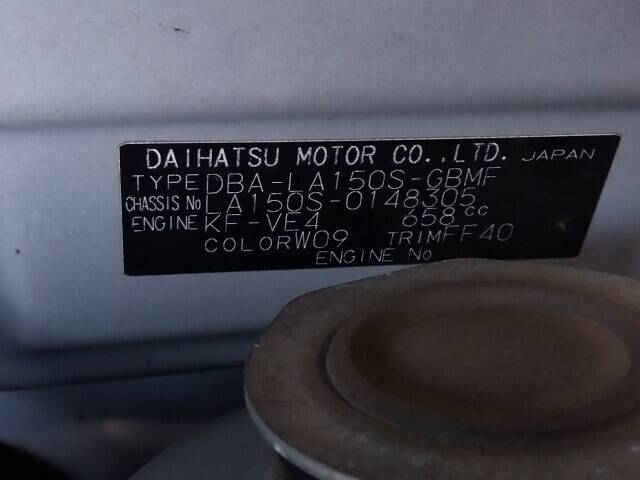 DAIHATSU MOTOR CO.,LTD. JAPAN
TYPE DBA-LA150S-GBMF
CHASSIS No LA150S-0148305
ENGINE KF-VE4 658cc
COLOR W09 TRIM FF40
ENGINE No